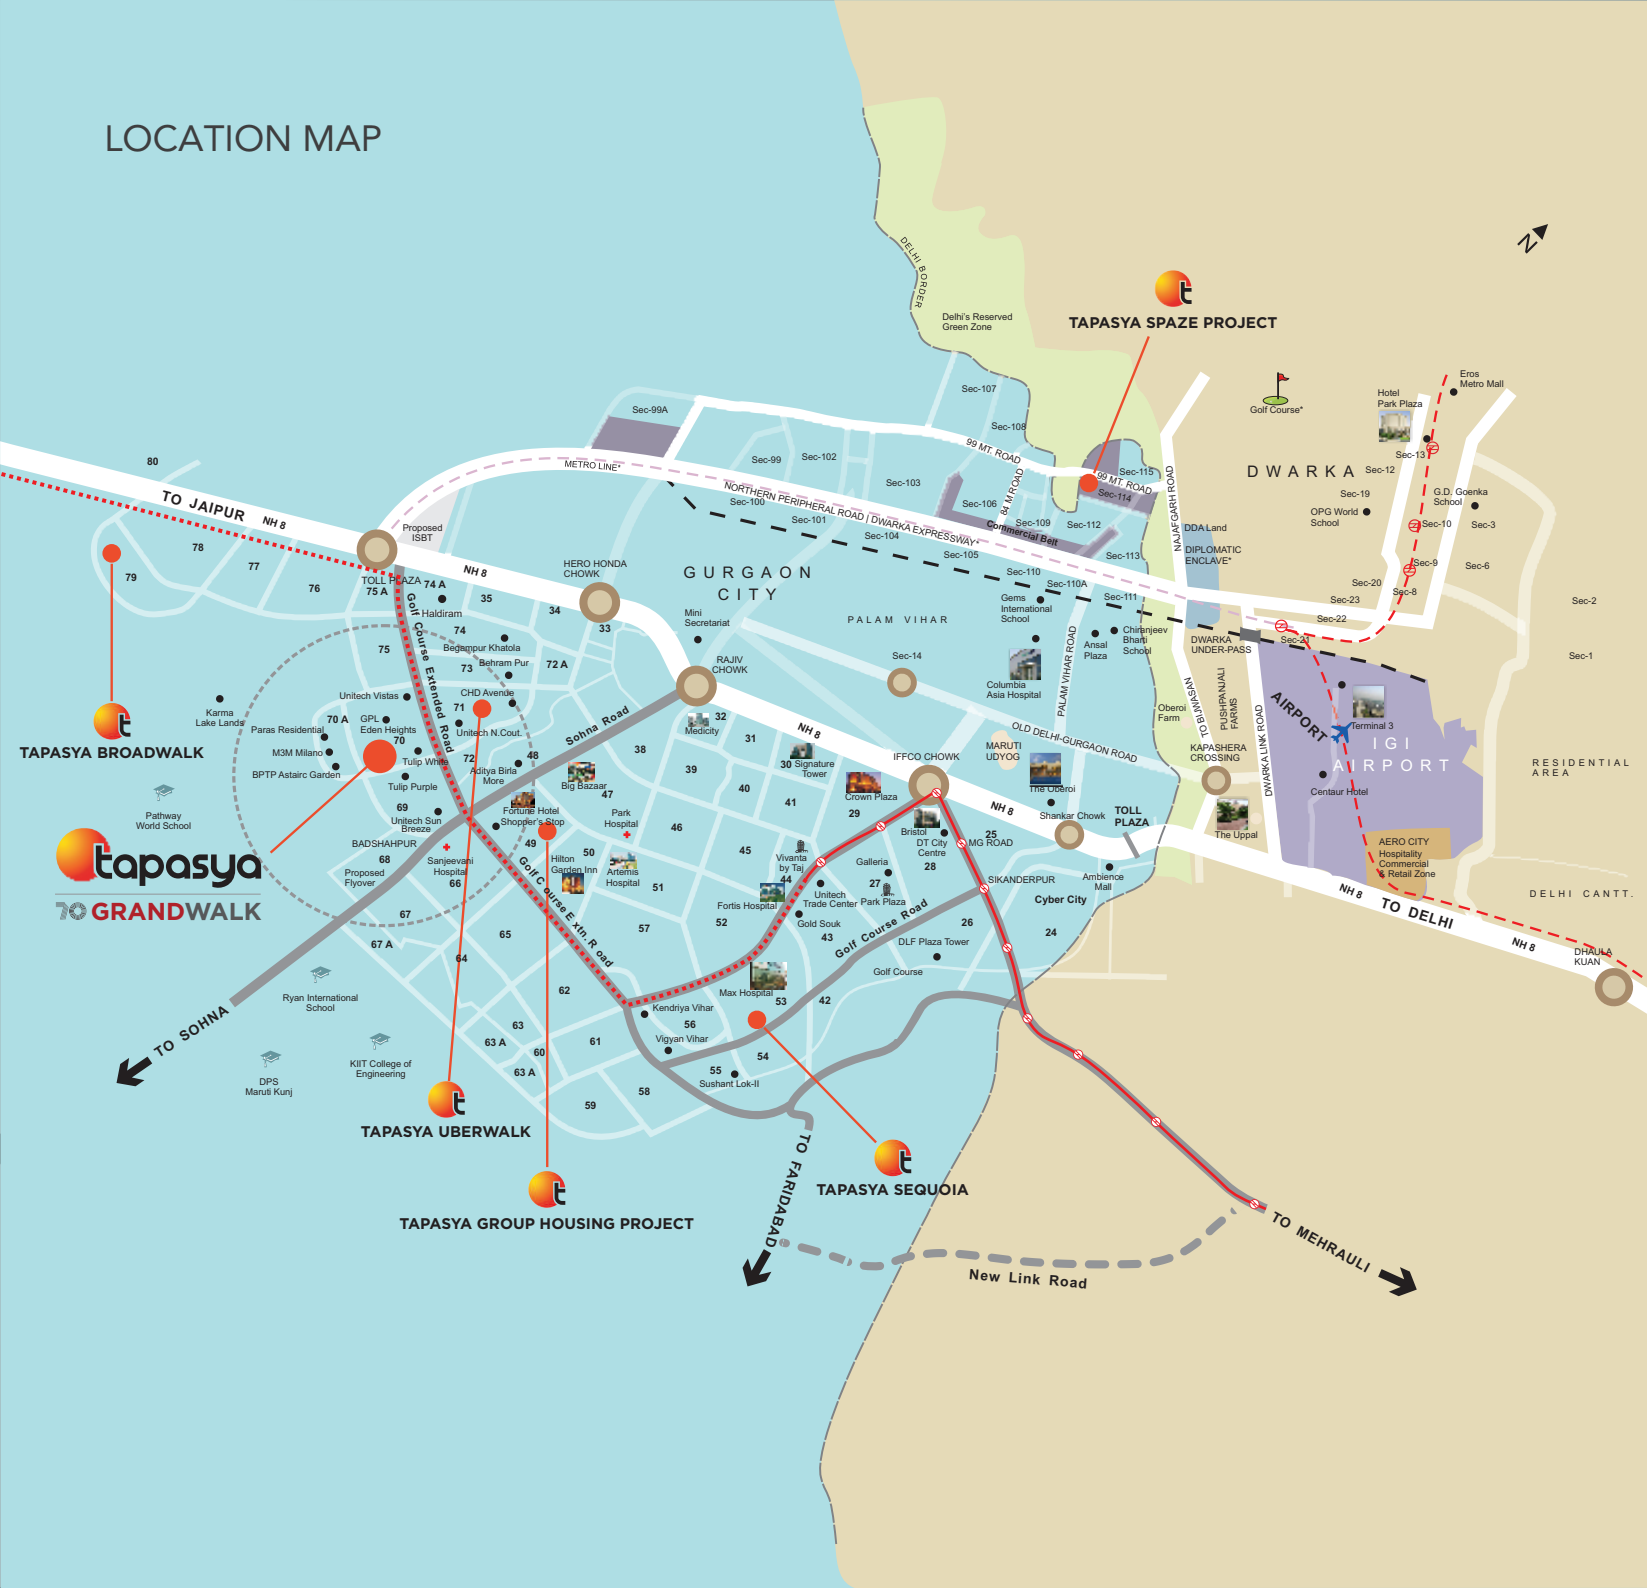 LOCATION MAP
N
DELHI BORDER
Delhi's Reserved
Green Zone
TAPASYA SPAZE PROJECT
Golf Course*
Eros
Metro Mall
Hotel
Park Plaza
Sec-107
Sec-99A
Sec-108
99 MT. ROAD
Sec-99
Sec-102
METRO LINE*
Sec-103
Sec-106
84 M ROAD
Sec-115
99 MT. ROAD
Sec-114
Sec-109
Sec-112
Commercial Belt
NORTHERN PERIPHERAL ROAD | DWARKA EXPRESSWAY*
Sec-100
Sec-101
Sec-104
Sec-105
Sec-113
Sec-110
Sec-110A
Sec-111
NAJAFGARH ROAD
DDA Land
DIPLOMATIC
ENCLAVE*
DWARKA
Sec-13
Sec-12
Sec-19
OPG World
School
G.D. Goenka
School
Sec-10
Sec-3
Sec-9
Sec-6
Sec-20
Sec-8
Sec-23
Sec-22
Sec-21
Sec-2
Sec-1
80
TO JAIPUR
NH 8
Proposed
ISBT
78
77
79
76
TOLL PLAZA
75 A
74 A
NH 8
HERO HONDA
CHOWK
GURGAON
CITY
Haldiram
35
34
33
74
75
Begampur Khatola
Behram Pur
73
72 A
Mini
Secretariat
PALAM VIHAR
RAJIV
CHOWK
Sec-14
Gems
International
School
Ansal
Plaza
Chiranjeev
Bharti
School
Columbia
Asia Hospital
PALAM VIHAR ROAD
DWARKA
UNDER-PASS
TO BIJWASAN
PUSHPANJALI
FARMS
DWARKA LINK ROAD
Oberoi
Farm
KAPASHERA
CROSSING
OLD DELHI-GURGAON ROAD
AIRPORT
Terminal 3
IGI
AIRPORT
Centaur Hotel
RESIDENTIAL
AREA
Golf Course Extended Road
Unitech Vistas
CHD Avenue
71
Karma
Lake Lands
70 A
GPL
Eden Heights
Paras Residential
70
Unitech N.Cout.
M3M Milano
Tulip White
BPTP Astairc Garden
Tulip Purple
72
48
Aditya Birla
More
Sohna Road
Medicity
32
31
NH 8
38
39
30
Signature
Tower
IFFCO CHOWK
MARUTI
UDYOG
The Oberoi
TAPASYA BROADWALK
Pathway
World School
69
Unitech Sun
Breeze
Fortune Hotel
Shopper's Stop
Big Bazaar
47
Park
Hospital
40
41
Crown Plaza
29
46
45
NH 8
Shankar Chowk
TOLL
PLAZA
The Uppal
BADSHAHPUR
68
Proposed
Flyover
Sanjeevani
Hospital
66
49
50
Hilton
Garden Inn
Artemis
Hospital
51
Vivanta
by Taj
44
Bristol
DT City
Centre
28
25
MG ROAD
Galleria
27
Park Plaza
Unitech
Trade Center
SIKANDERPUR
Ambience
Mall
Cyber City
AERO CITY
Hospitality
Commercial
& Retail Zone
NH 8
TO DELHI
NH 8
DELHI CANTT.
DHAULA
KUAN
tapasya
70 GRANDWALK
67
67 A
Golf Course Extn. Road
65
57
52
Fortis Hospital
Gold Souk
43
Golf Course Road
26
24
DLF Plaza Tower
Golf Course
64
62
Max Hospital
53
42
Ryan International
School
TO SOHNA
Kendriya Vihar
56
Vigyan Vihar
63
63 A
60
61
63 A
54
55
Sushant Lok-II
KIIT College of
Engineering
DPS
Maruti Kunj
59
58
TAPASYA UBERWALK
TO FARIDABAD
TAPASYA SEQUOIA
TAPASYA GROUP HOUSING PROJECT
New Link Road
TO MEHRAULI